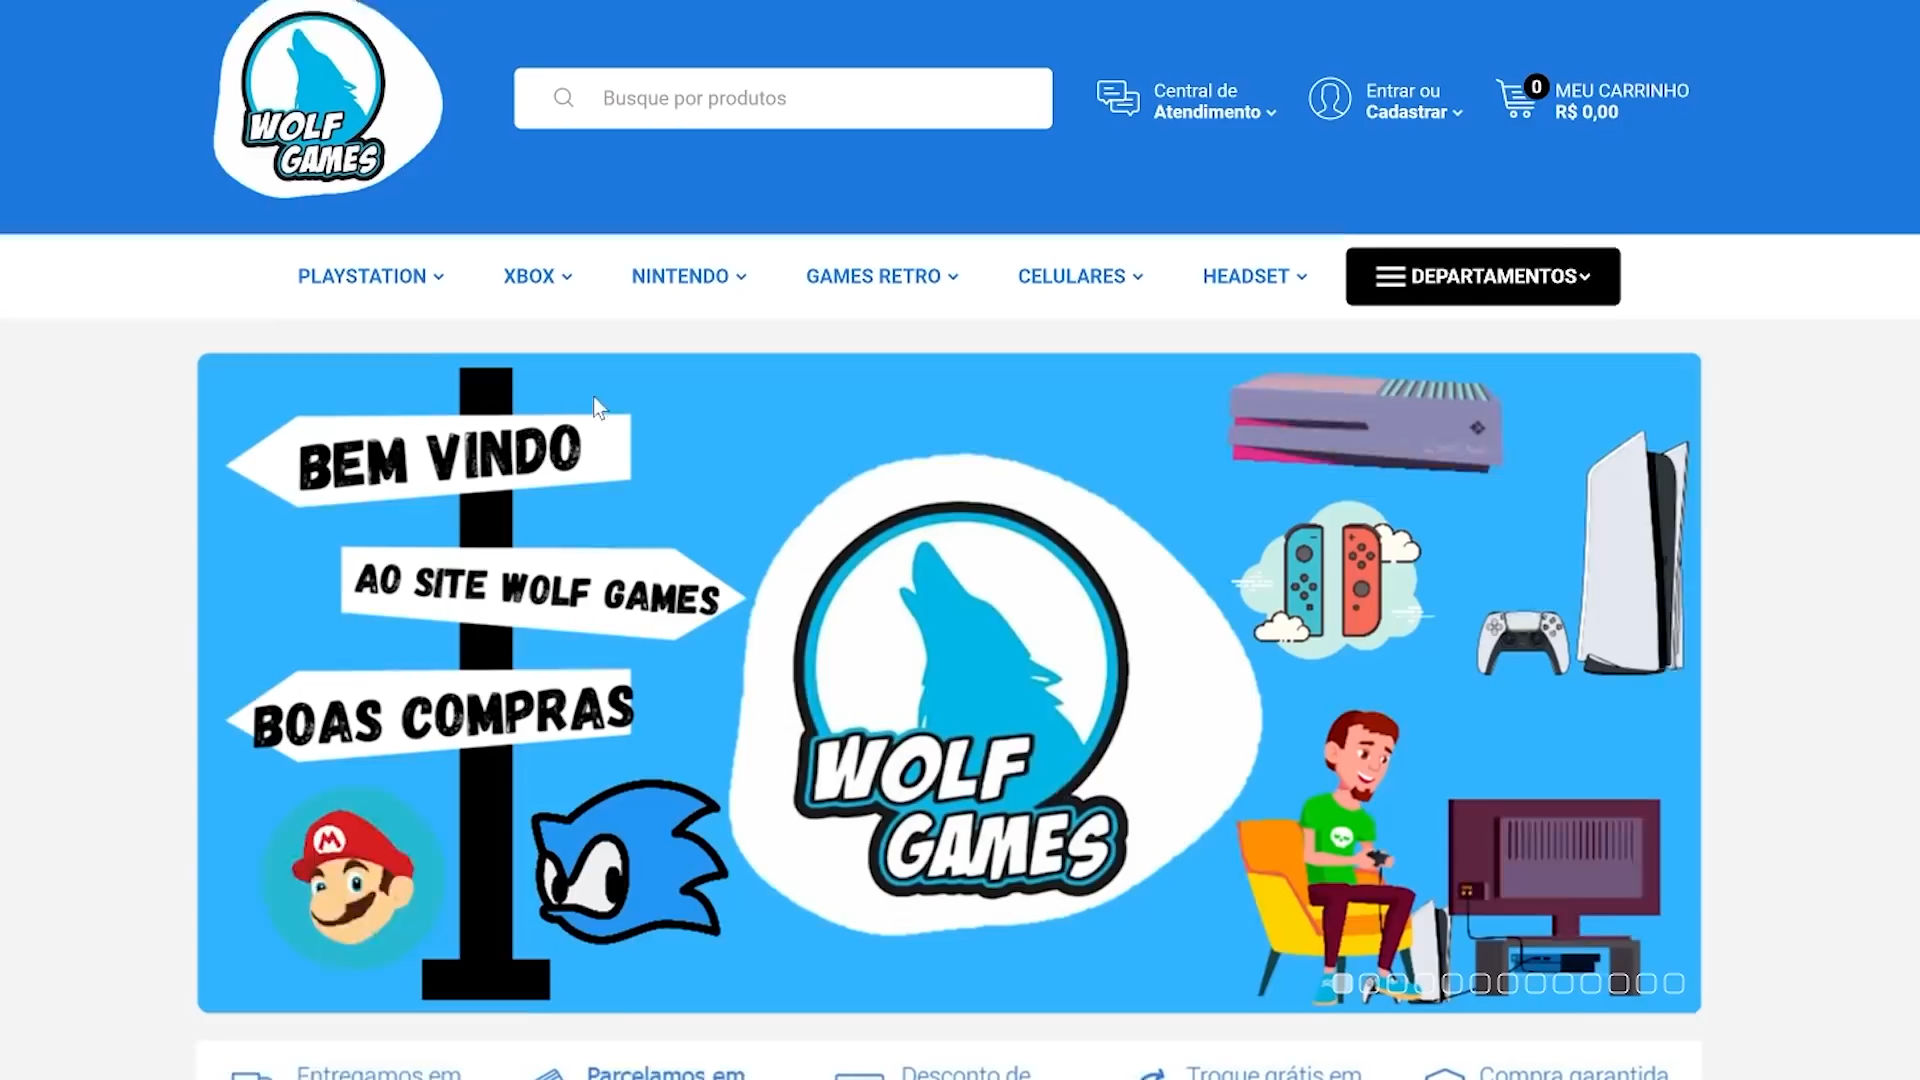 WOLF
GAMES
Busque por produtos
Central de
Atendimento
Entrar ou
Cadastrar
0
MEU CARRINHO
R$ 0,00
PLAYSTATION
XBOX
NINTENDO
GAMES RETRO
CELULARES
HEADSET
DEPARTAMENTOS
BEM VINDO
AO SITE WOLF GAMES
BOAS COMPRAS
M
WOLF
GAMES
Entregamos em
Parcelamos em
Desconto de
Troque grátis em
Compra garantida